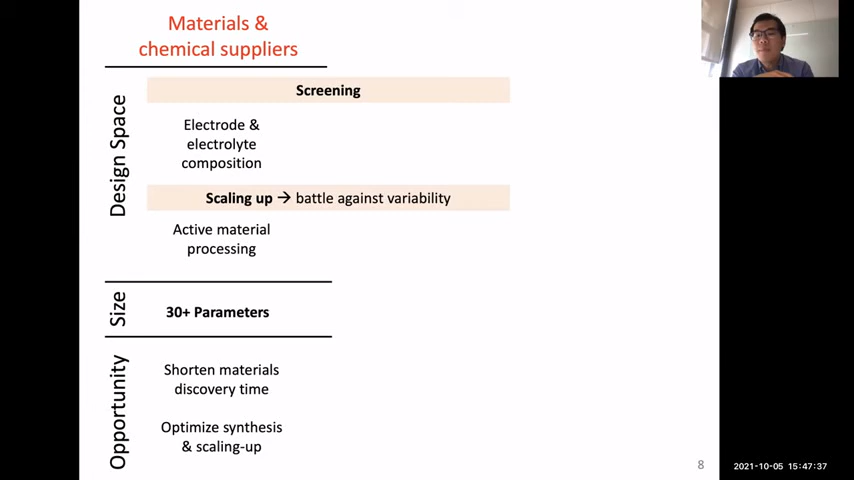 Materials &
chemical suppliers
Design Space
Screening
Electrode &
electrolyte
composition
Scaling up → battle against variability
Active material
processing
Size
30+ Parameters
Opportunity
Shorten materials
discovery time
Optimize synthesis
& scaling-up
8
2021-10-05 15:47:37